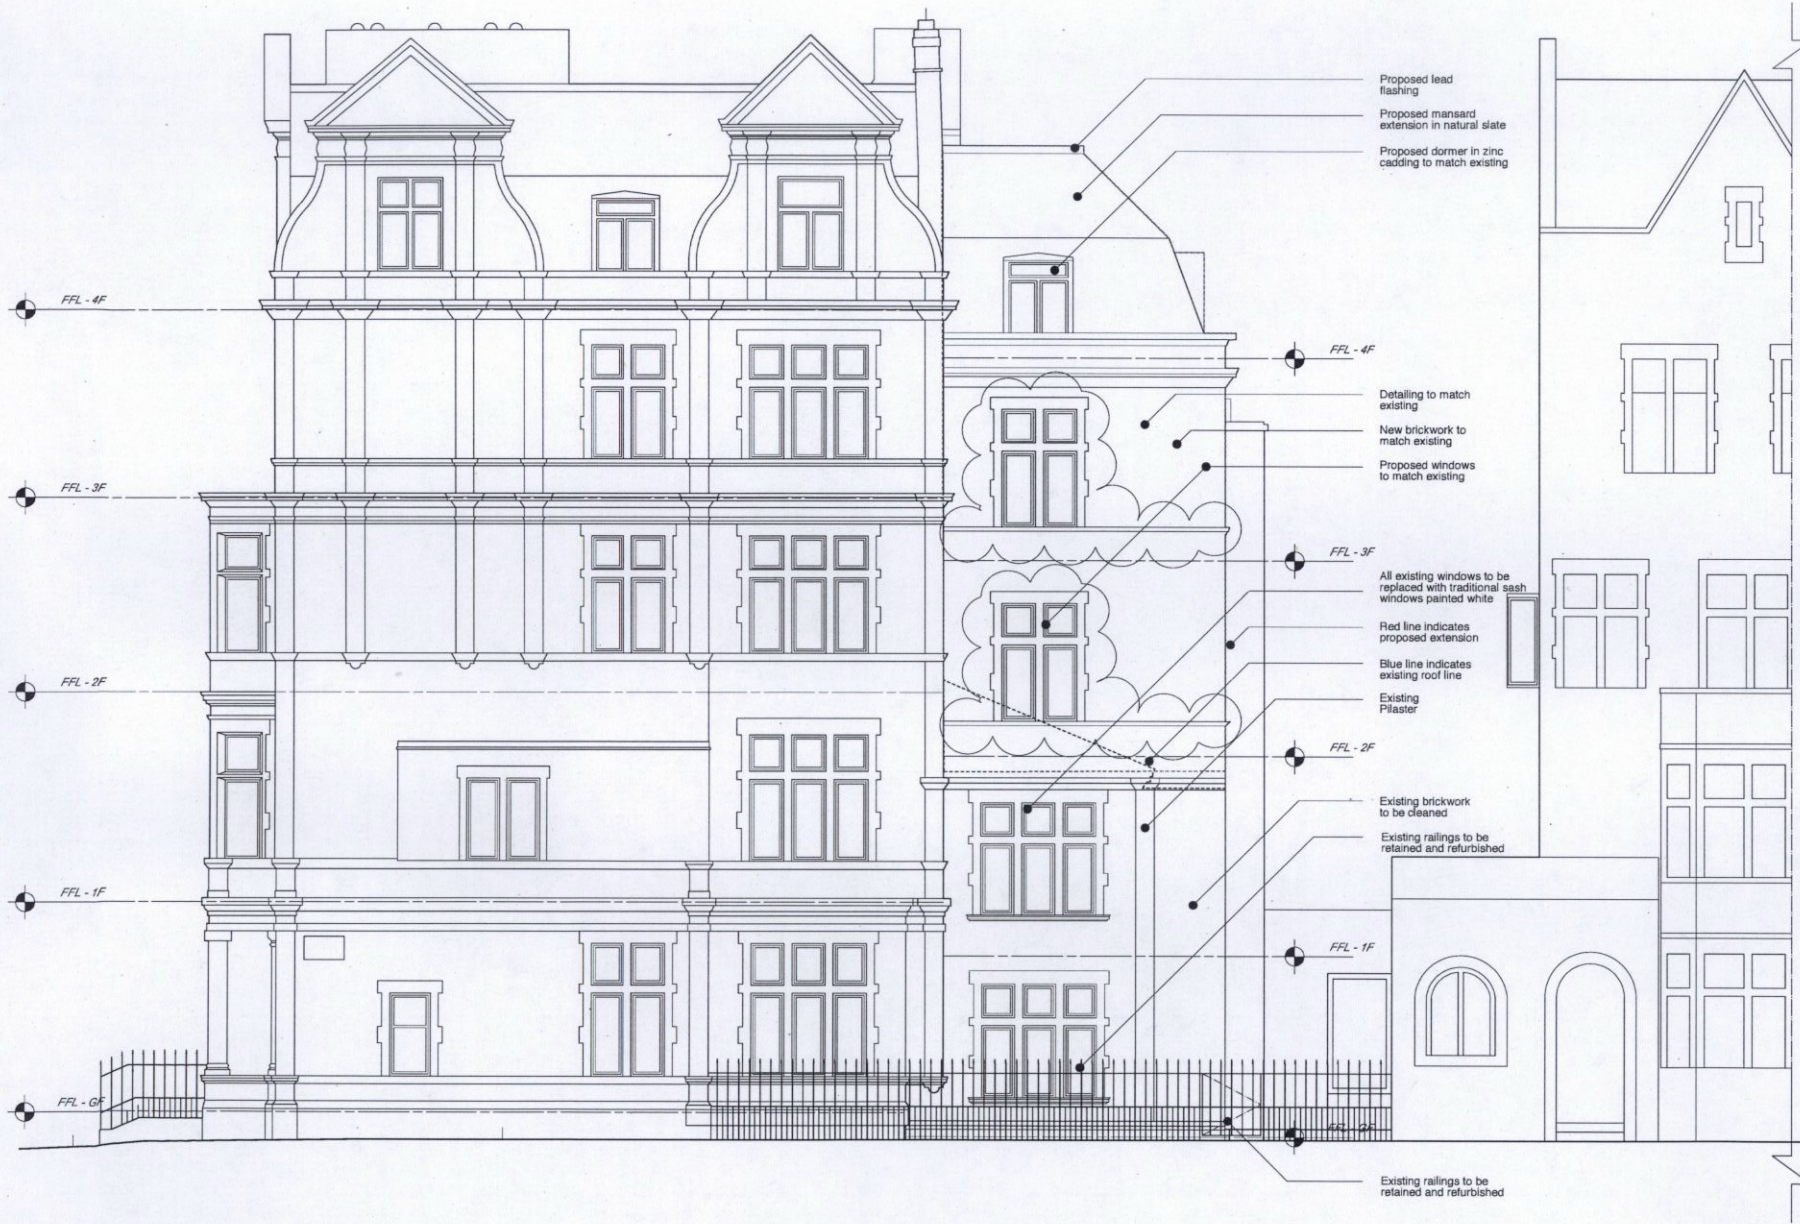 Proposed lead
flashing
Proposed mansard
extension in natural slate
Proposed dormer in zinc
cadding to match existing
FFL - 4F
FFL - 4F
Detailing to match
existing
New brickwork to
match existing
Proposed windows
to match existing
FFL - 3F
FFL - 3F
All existing windows to be
replaced with traditional sash
windows painted white
Red line indicates
proposed extension
Blue line indicates
existing roof line
FFL - 2F
Existing
Pilaster
FFL - 2F
Existing brickwork
to be cleaned
Existing railings to be
retained and refurbished
FFL - 1F
FFL - 1F
FFL - GF
Existing railings to be
retained and refurbished